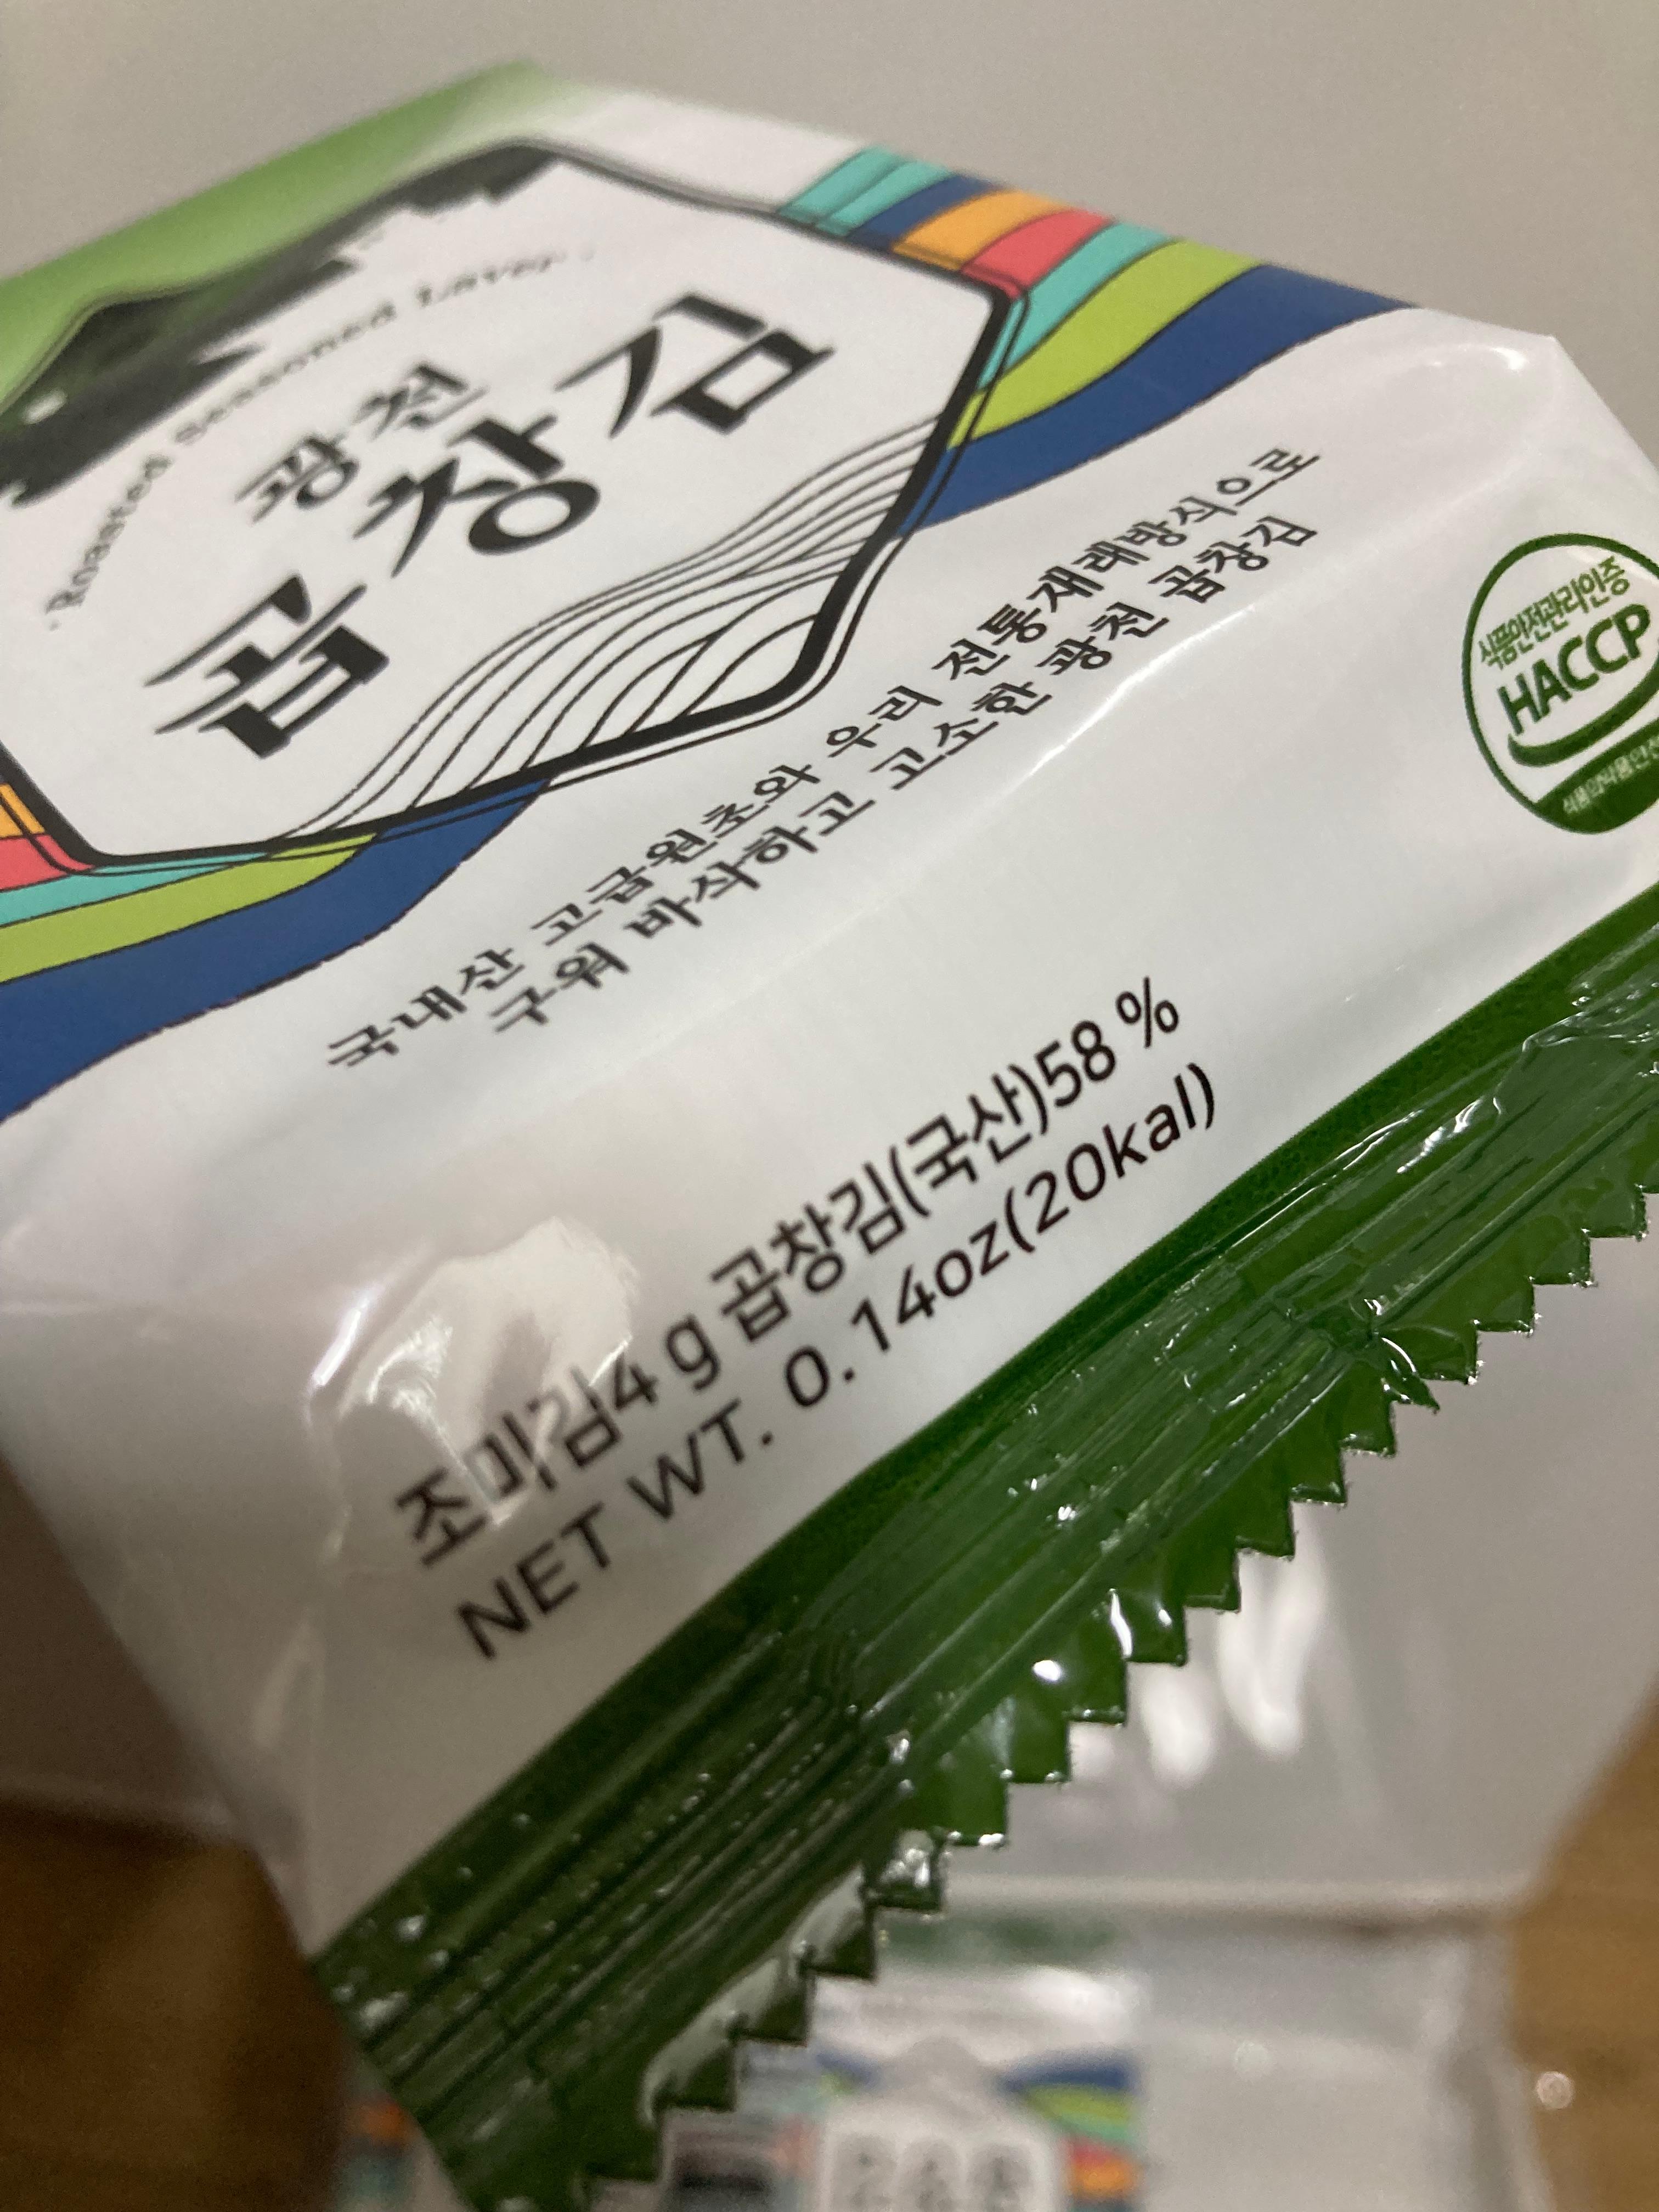 Roasted Seasoned Laver
광천
곱창김
국내산 고급원초와 우리 전통재래방식으로
구워 바삭하고 고소한 광천 곱창김
식품안전관리인증
HACCP
조미김4 g 곱창김(국산)58 %
NET WT. 0.14oz(20kal)